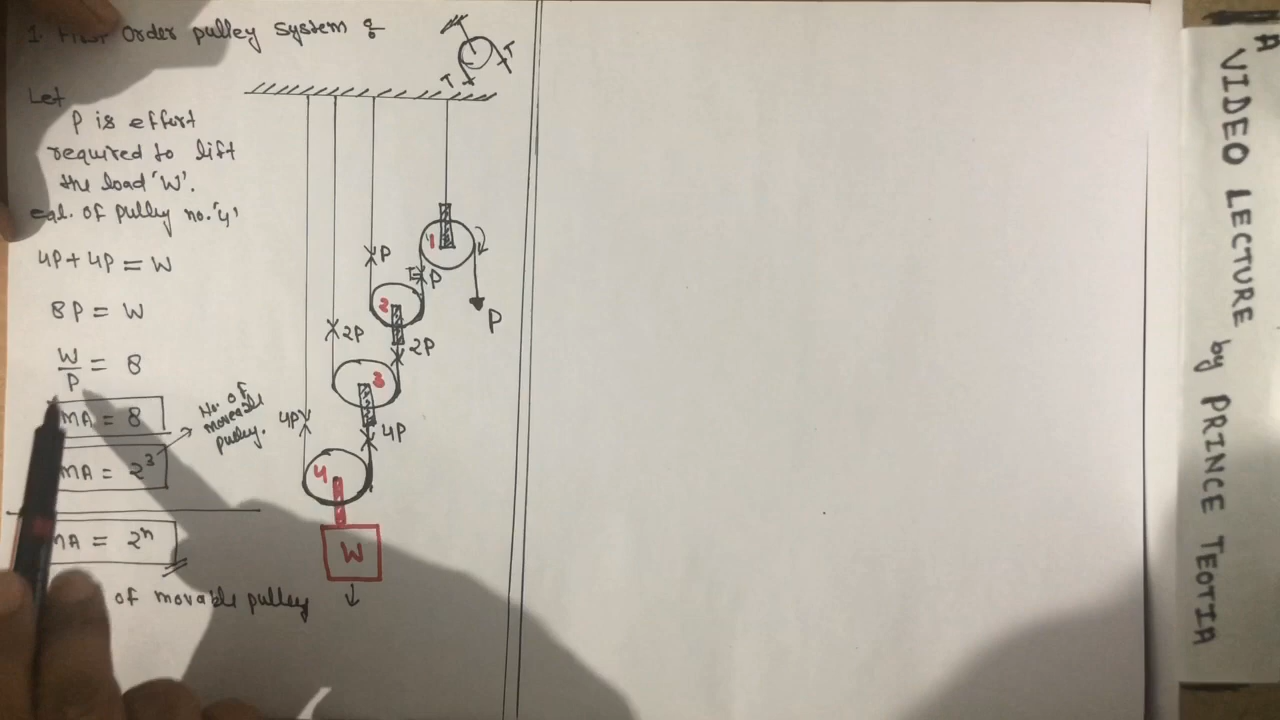 1. Order pulley System :
Let
P is effort
required to lift
the load 'W'.
eql. of pulley no. '4'
4P + 4P = W
8P = W
W/P = 8
MA = 8
MA = 2³
No. of
moveable
pulley.
MA = 2ⁿ
of movable pulley
T
T
1
P
T = P
P
2
2P
2P
3
4P
4P
4
W
A
VIDEO LECTURE
by PRINCE TEOTIA